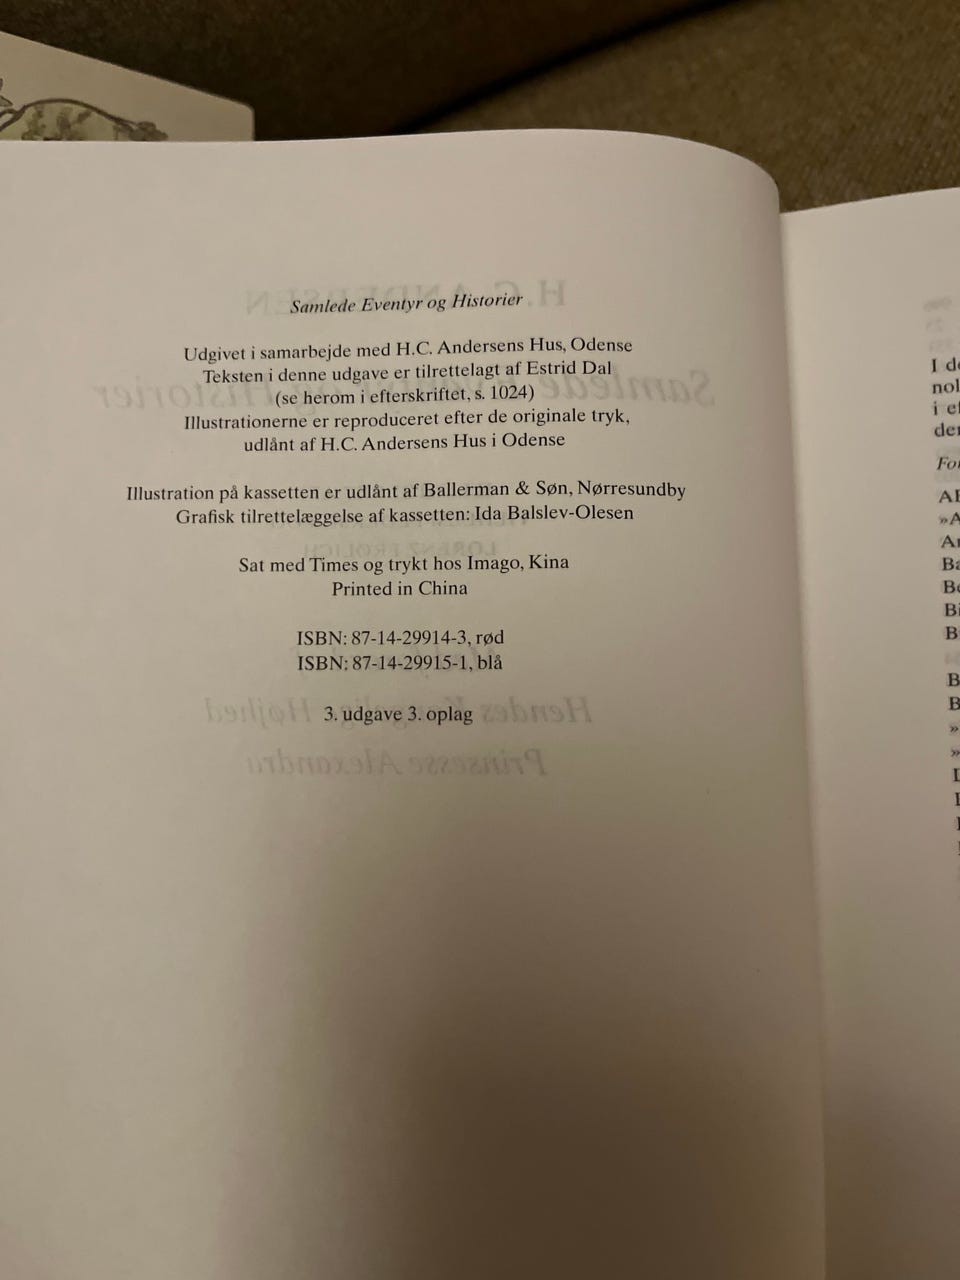 Samlede Eventyr og Historier
Udgivet i samarbejde med H.C. Andersens Hus, Odense
Teksten i denne udgave er tilrettelagt af Estrid Dal
(se herom i efterskriftet, s. 1024)
Illustrationerne er reproduceret efter de originale tryk,
udlånt af H.C. Andersens Hus i Odense
Illustration på kassetten er udlånt af Ballerman & Søn, Nørresundby
Grafisk tilrettelæggelse af kassetten: Ida Balslev-Olesen
Sat med Times og trykt hos Imago, Kina
Printed in China
ISBN: 87-14-29914-3, rød
ISBN: 87-14-29915-1, blå
3. udgave 3. oplag